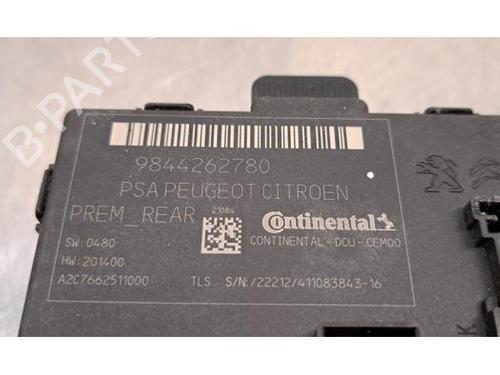 B-PARTS
9844262780
PSA PEUGEOT CITROEN
PREM_REAR
21084
Continental
SW: 0480
CONTINENTAL-DCU-CEM00
HW: 201400
A2C7662511000 TLS S/N:/22212/411083843-16